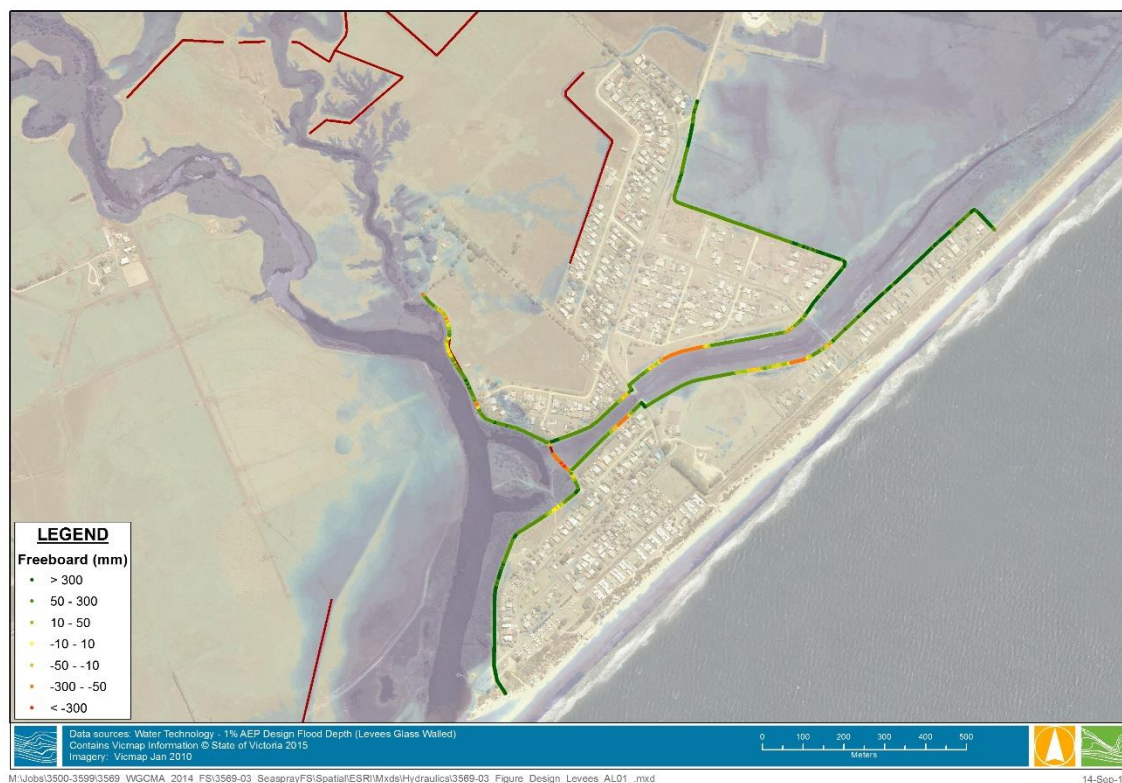 LEGEND
Freeboard (mm)
> 300
50 - 300
10 - 50
-10 - 10
-50 - -10
-300 - -50
< -300
Data sources: Water Technology - 1% AEP Design Flood Depth (Levees Glass Walled)
Contains Vicmap Information © State of Victoria 2015
Imagery: Vicmap Jan 2010
0 100 200 300 400 500
Meters
M:\Jobs\3500-3599\3569_WGCMA_2014_FS\3569-03_SeasprayFS\Spatial\ESRI\Mxds\Hydraulics\3569-03_Figure_Design_Levees_AL01_.mxd
14-Sep-1